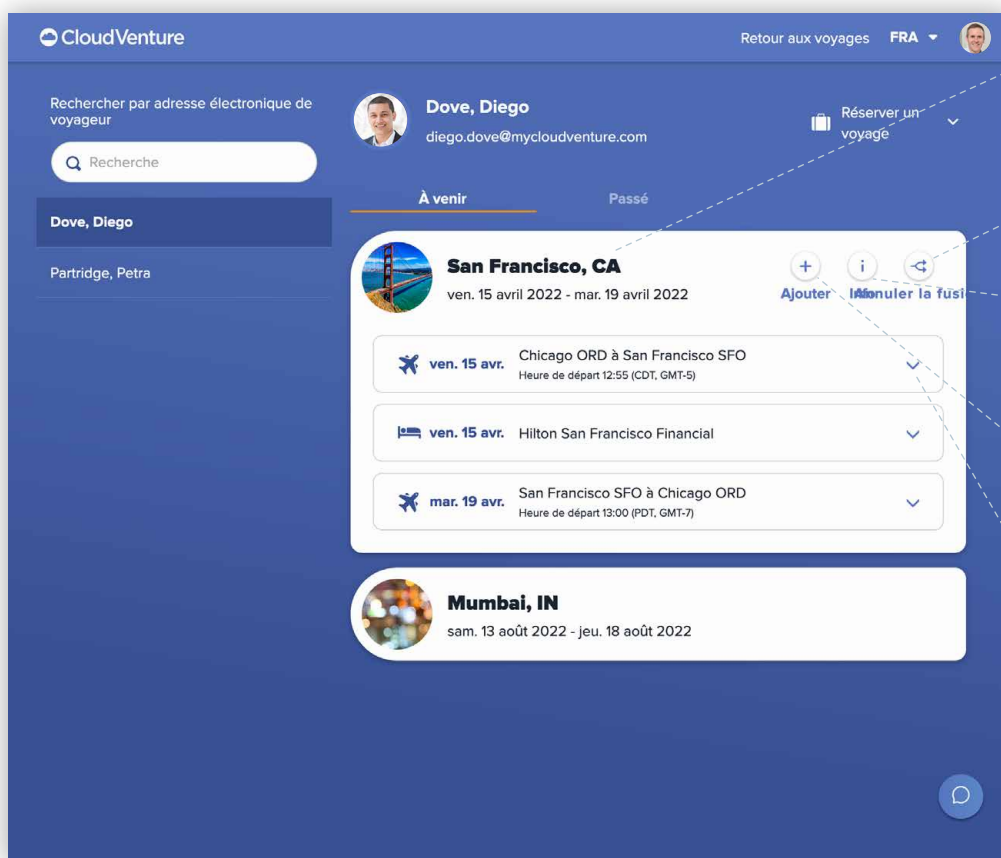 CloudVenture
Retour aux voyages FRA
Rechercher par adresse électronique de
voyageur
Recherche
Dove, Diego
Partridge, Petra
Dove, Diego
diego.dove@mycloudventure.com
Réserver un
voyage
À venir Passé
San Francisco, CA
ven. 15 avril 2022 - mar. 19 avril 2022
Ajouter Info Annuler la fusi
ven. 15 avr. Chicago ORD à San Francisco SFO
Heure de départ 12:55 (CDT, GMT-5)
ven. 15 avr. Hilton San Francisco Financial
mar. 19 avr. San Francisco SFO à Chicago ORD
Heure de départ 13:00 (PDT, GMT-7)
Mumbai, IN
sam. 13 août 2022 - jeu. 18 août 2022